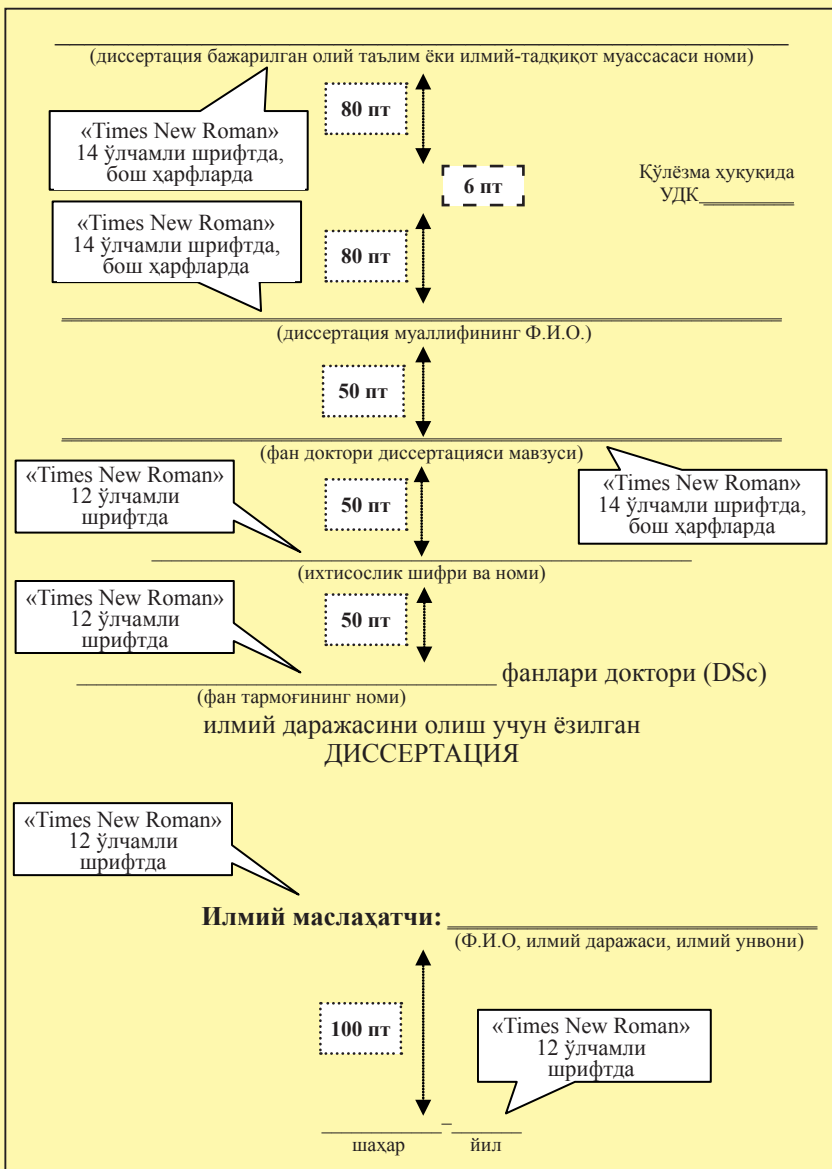 (диссертация бажарилган олий таълим ёки илмий-тадқиқот муассасаси номи)
80 пт
«Times New Roman»
14 ўлчамли шрифтда,
бош ҳарфларда
6 пт
Қўлёзма ҳуқуқида
УДК
«Times New Roman»
14 ўлчамли шрифтда,
бош ҳарфларда
80 пт
(диссертация муаллифининг Ф.И.О.)
50 пт
(фан доктори диссертацияси мавзуси)
«Times New Roman»
12 ўлчамли
шрифтда
50 пт
«Times New Roman»
14 ўлчамли шрифтда,
бош ҳарфларда
(ихтисослик шифри ва номи)
«Times New Roman»
12 ўлчамли
шрифтда
50 пт
фанлари доктори (DSc)
(фан тармоғининг номи)
илмий даражасини олиш учун ёзилган
ДИССЕРТАЦИЯ
«Times New Roman»
12 ўлчамли
шрифтда
Илмий маслаҳатчи:
(Ф.И.О, илмий даражаси, илмий унвони)
100 пт
«Times New Roman»
12 ўлчамли
шрифтда
–
шаҳар йил